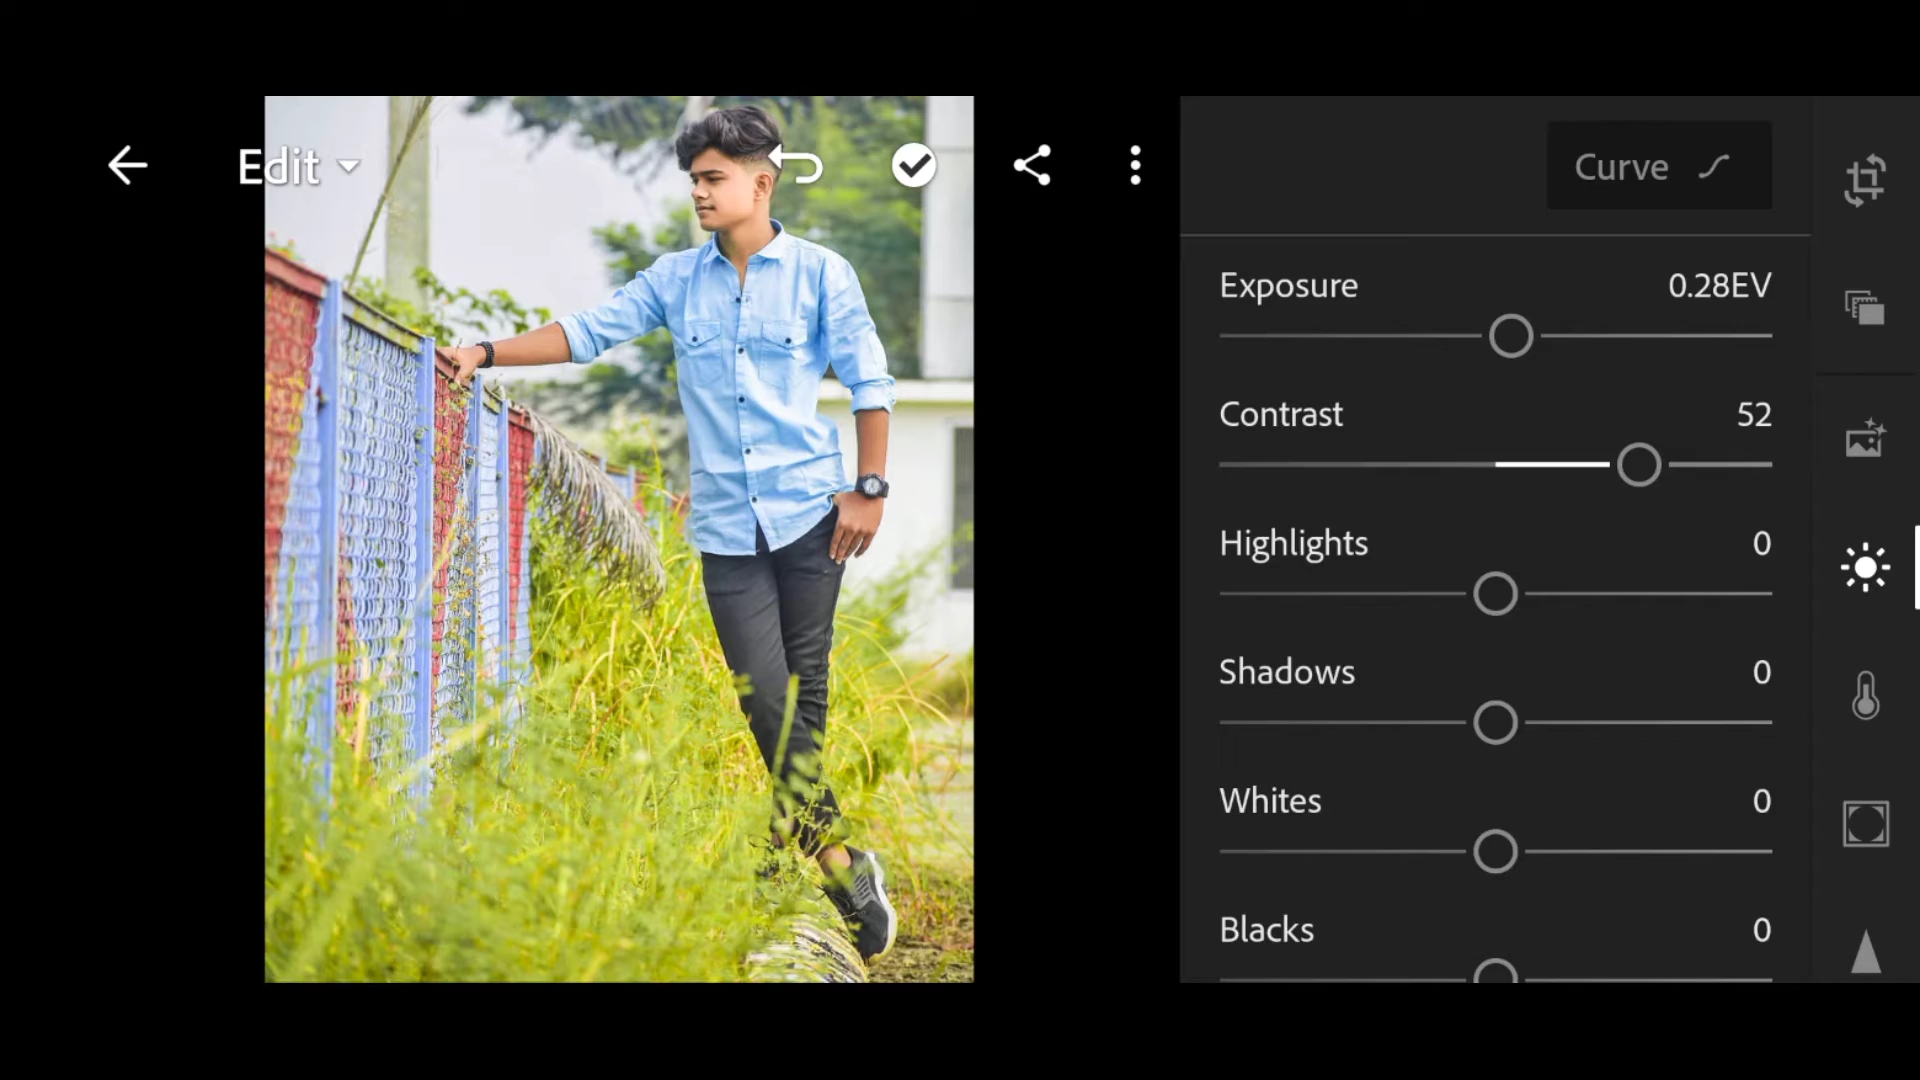 Edit
Curve
Exposure 0.28EV
Contrast 52
Highlights 0
Shadows 0
Whites 0
Blacks 0